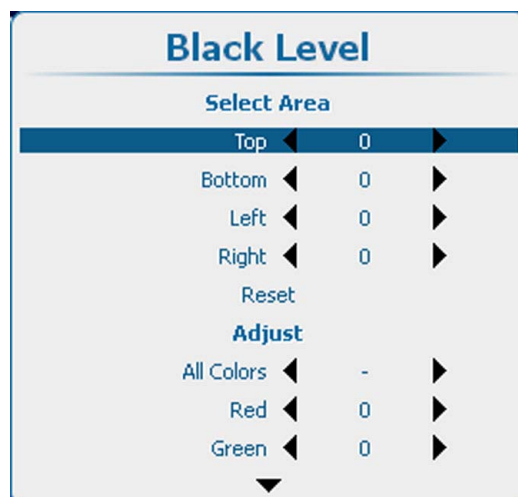 Black Level
Select Area
Top 0
Bottom 0
Left 0
Right 0
Reset
Adjust
All Colors -
Red 0
Green 0